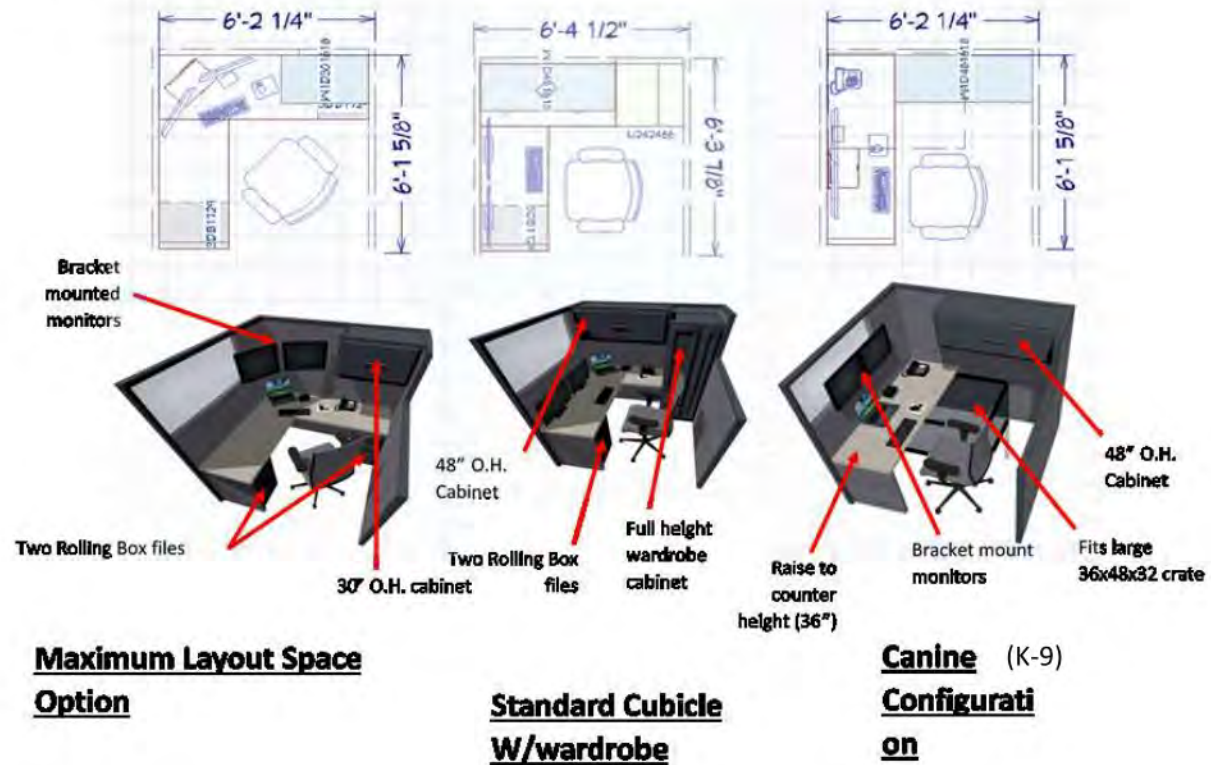 6'-2 1/4"
6'-4 1/2"
6'-2 1/4"
6'-1 5/8"
6'-3 7/8"
6'-1 5/8"
Bracket
mounted
monitors
Two Rolling Box files
30" O.H. cabinet
48" O.H.
Cabinet
Two Rolling Box
files
Full height
wardrobe
cabinet
Raise to
counter
height (36")
Bracket mount
monitors
48" O.H.
Cabinet
Fits large
36x48x32 crate
Maximum Layout Space
Option
Standard Cubicle
W/wardrobe
Canine (K-9)
Configurati
on